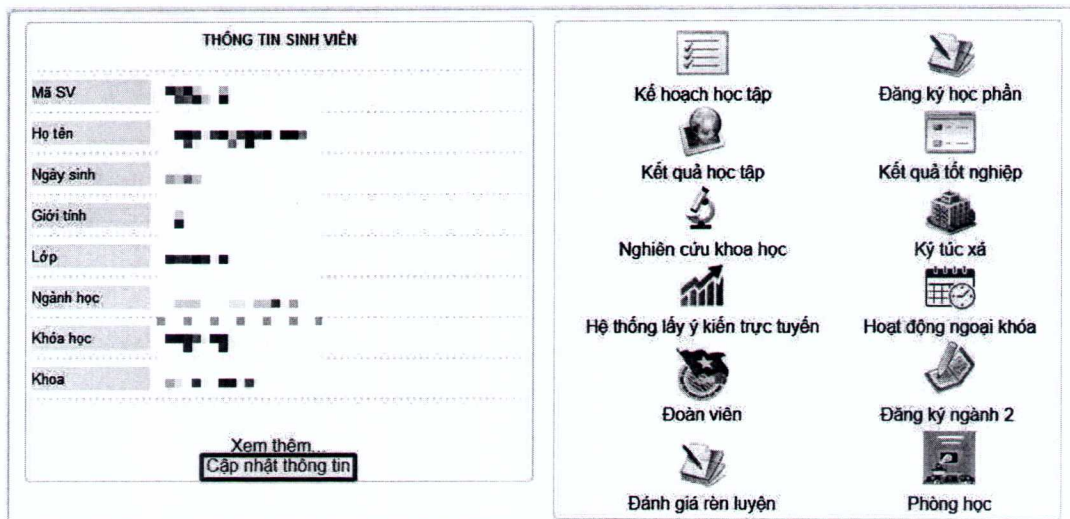 THÔNG TIN SINH VIÊN
Mã SV
Họ tên
Ngày sinh
Giới tính
Lớp
Ngành học
Khóa học
Khoa
Xem thêm...
Cập nhật thông tin
Kế hoạch học tập
Đăng ký học phần
Kết quả học tập
Kết quả tốt nghiệp
Nghiên cứu khoa học
Ký túc xá
Hệ thống lấy ý kiến trực tuyến
Hoạt động ngoại khóa
Đoàn viên
Đăng ký ngành 2
Đánh giá rèn luyện
Phòng học